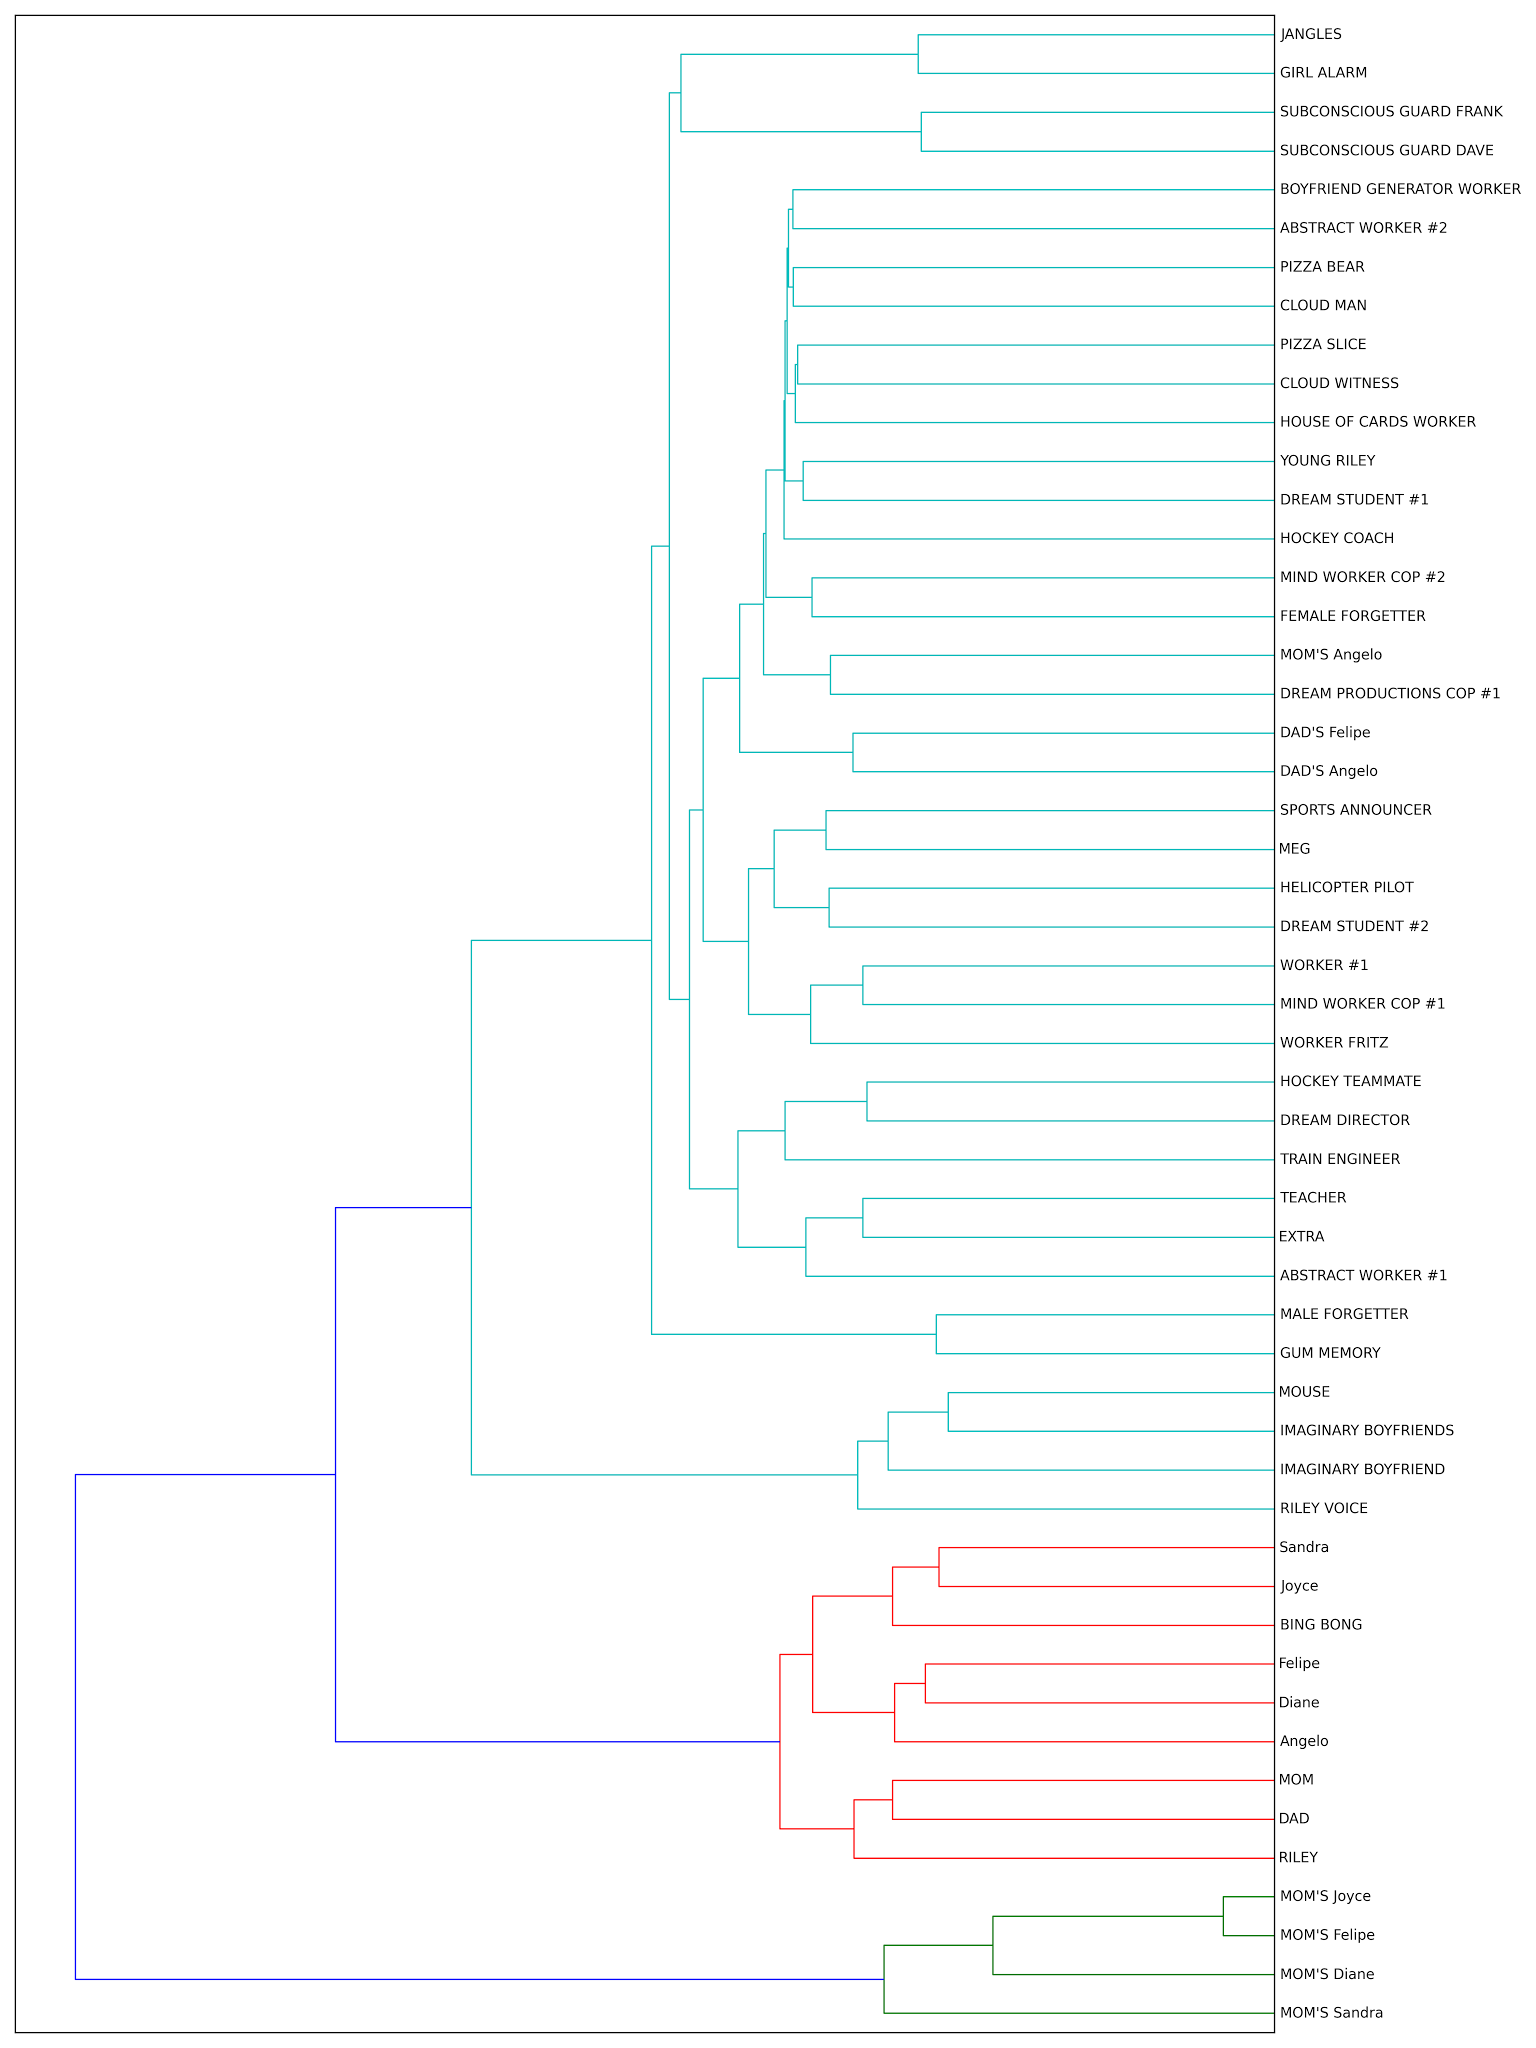 JANGLES
GIRL ALARM
SUBCONSCIOUS GUARD FRANK
SUBCONSCIOUS GUARD DAVE
BOYFRIEND GENERATOR WORKER
ABSTRACT WORKER #2
PIZZA BEAR
CLOUD MAN
PIZZA SLICE
CLOUD WITNESS
HOUSE OF CARDS WORKER
YOUNG RILEY
DREAM STUDENT #1
HOCKEY COACH
MIND WORKER COP #2
FEMALE FORGETTER
MOM'S Angelo
DREAM PRODUCTIONS COP #1
DAD'S Felipe
DAD'S Angelo
SPORTS ANNOUNCER
MEG
HELICOPTER PILOT
DREAM STUDENT #2
WORKER #1
MIND WORKER COP #1
WORKER FRITZ
HOCKEY TEAMMATE
DREAM DIRECTOR
TRAIN ENGINEER
TEACHER
EXTRA
ABSTRACT WORKER #1
MALE FORGETTER
GUM MEMORY
MOUSE
IMAGINARY BOYFRIENDS
IMAGINARY BOYFRIEND
RILEY VOICE
Sandra
Joyce
BING BONG
Felipe
Diane
Angelo
MOM
DAD
RILEY
MOM'S Joyce
MOM'S Felipe
MOM'S Diane
MOM'S Sandra